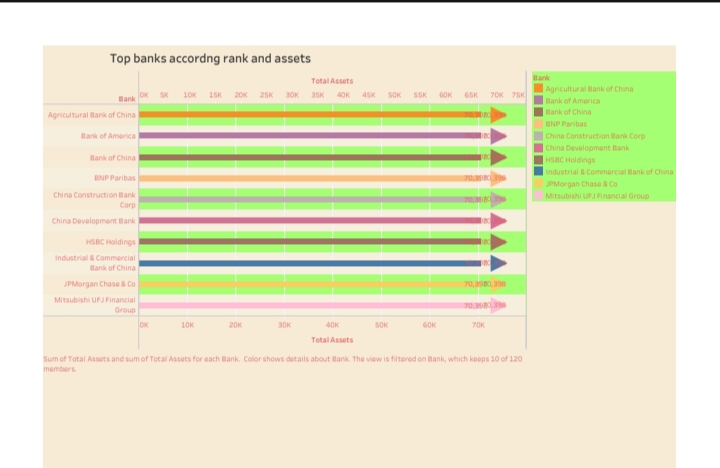 Top banks accordng rank and assets
Total Assets
Bank
0K 5K 10K 15K 20K 25K 30K 35K 40K 45K 50K 55K 60K 65K 70K 75K
Agricultural Bank of China
Bank of America
Bank of China
BNP Paribas
China Construction Bank
Corp
China Development Bank
HSBC Holdings
Industrial & Commercial
Bank of China
JPMorgan Chase & Co
Mitsubishi UFJ Financial
Group
0K 10K 20K 30K 40K 50K 60K 70K
Total Assets
Sum of Total Assets and sum of Total Assets for each Bank. Color shows details about Bank. The view is filtered on Bank, which keeps 10 of 120
members.
Bank
Agricultural Bank of China
Bank of America
Bank of China
BNP Paribas
China Construction Bank Corp
China Development Bank
HSBC Holdings
Industrial & Commercial Bank of China
JPMorgan Chase & Co
Mitsubishi UFJ Financial Group